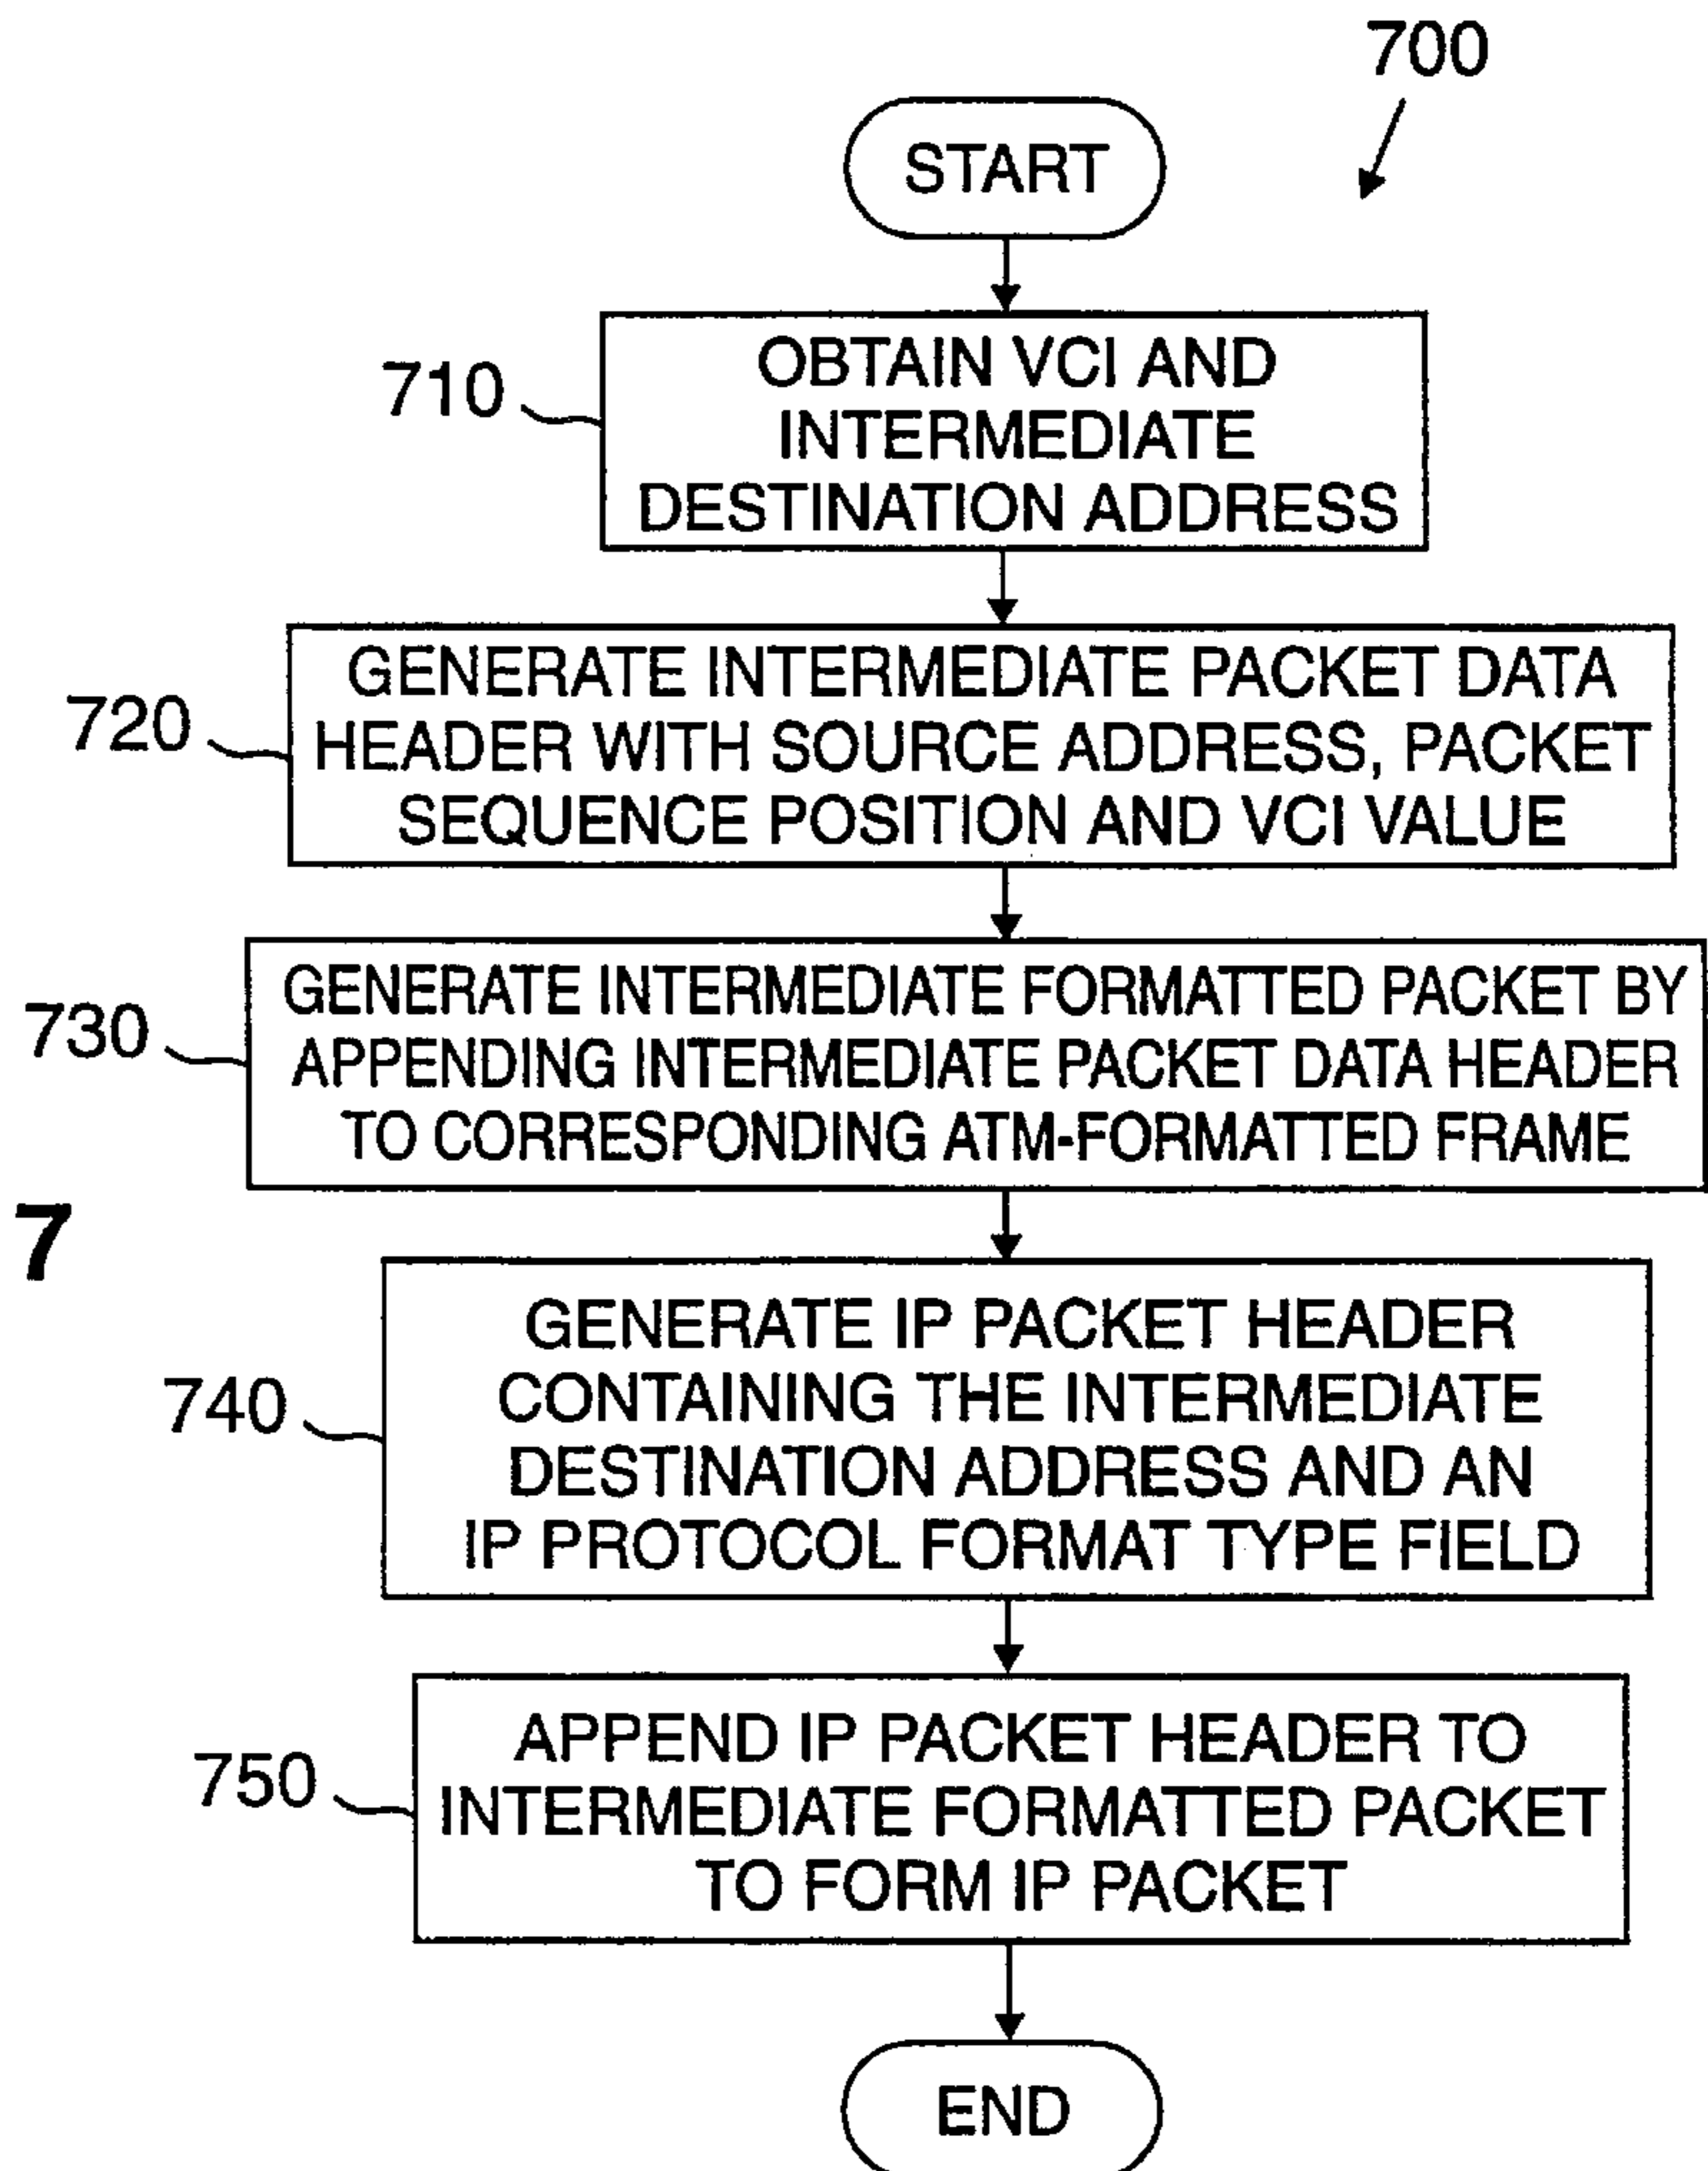 700
START
710
OBTAIN VCI AND
INTERMEDIATE
DESTINATION ADDRESS
720
GENERATE INTERMEDIATE PACKET DATA
HEADER WITH SOURCE ADDRESS, PACKET
SEQUENCE POSITION AND VCI VALUE
730
GENERATE INTERMEDIATE FORMATTED PACKET BY
APPENDING INTERMEDIATE PACKET DATA HEADER
TO CORRESPONDING ATM-FORMATTED FRAME
7
740
GENERATE IP PACKET HEADER
CONTAINING THE INTERMEDIATE
DESTINATION ADDRESS AND AN
IP PROTOCOL FORMAT TYPE FIELD
750
APPEND IP PACKET HEADER TO
INTERMEDIATE FORMATTED PACKET
TO FORM IP PACKET
END